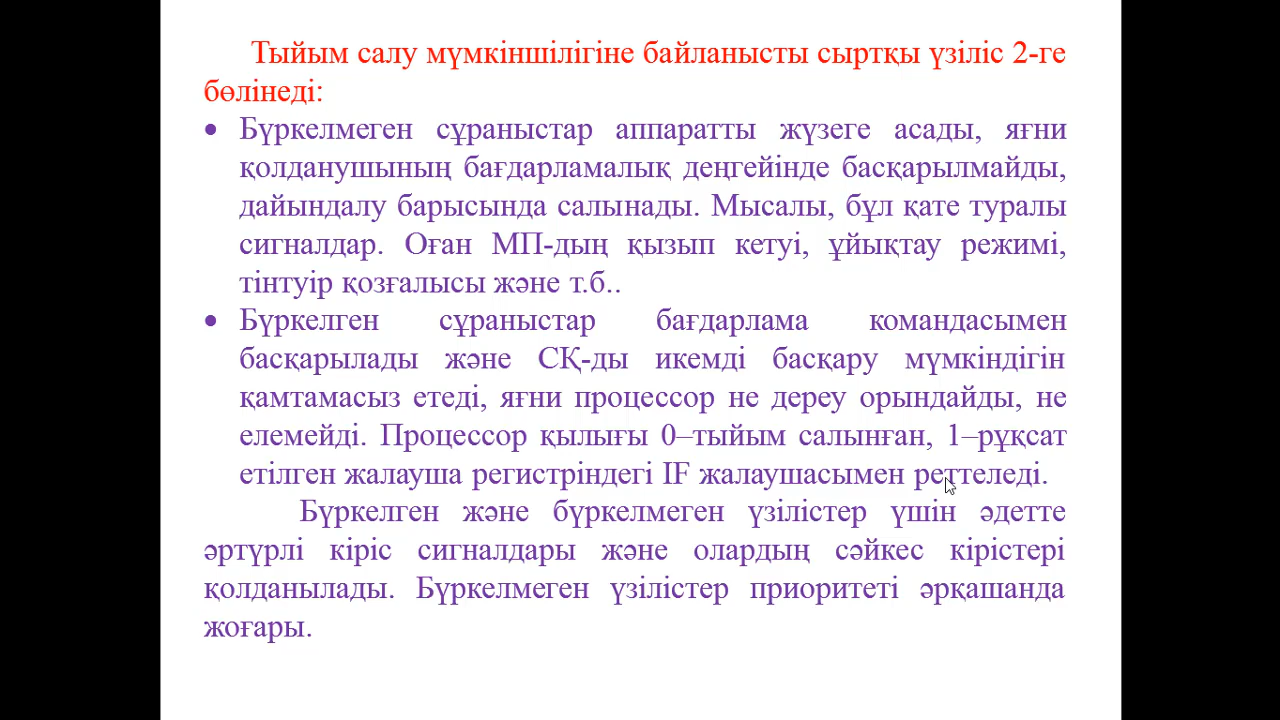 Тыйым салу мүмкіншілігіне байланысты сыртқы үзіліс 2-ге
бөлінеді:
• Бүркелмеген сұраныстар аппаратты жүзеге асады, яғни
қолданушының бағдарламалық деңгейінде басқарылмайды,
дайындалу барысында салынады. Мысалы, бұл қате туралы
сигналдар. Оған МП-дың қызып кетуі, ұйықтау режимі,
тінтуір қозғалысы және т.б..
• Бүркелген сұраныстар бағдарлама командасымен
басқарылады және СҚ-ды икемді басқару мүмкіндігін
қамтамасыз етеді, яғни процессор не дереу орындайды, не
елемейді. Процессор қылығы 0–тыйым салынған, 1–рұқсат
етілген жалауша регистріндегі IF жалаушасымен реттеледі.
Бүркелген және бүркелмеген үзілістер үшін әдетте
әртүрлі кіріс сигналдары және олардың сәйкес кірістері
қолданылады. Бүркелмеген үзілістер приоритеті әрқашанда
жоғары.